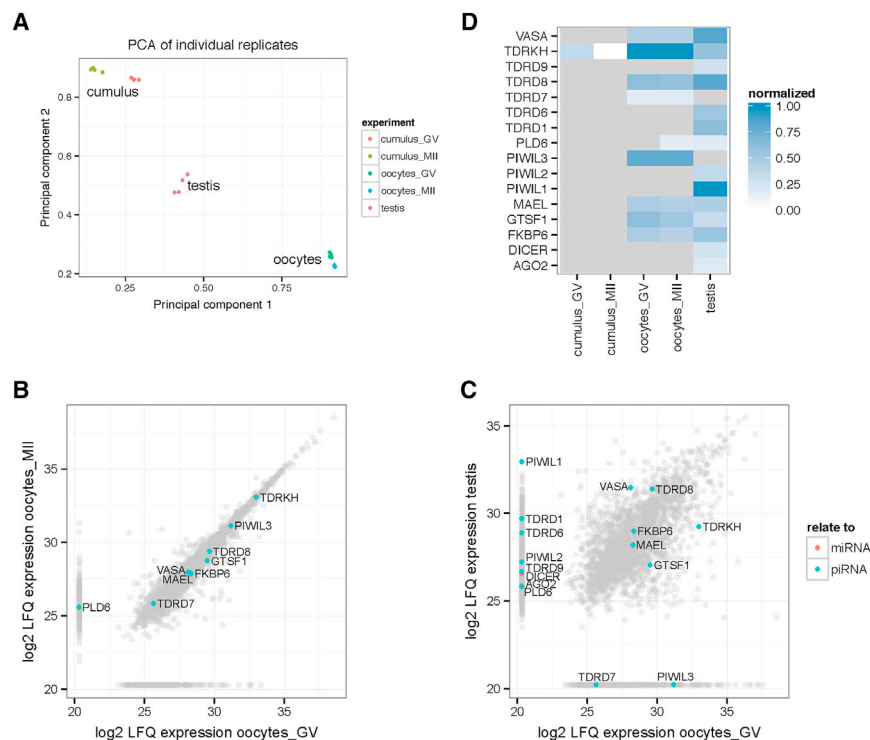 A
PCA of individual replicates
Principal component 2
0.8
0.6
0.4
0.2
cumulus
testis
oocytes
0.25
0.50
0.75
Principal component 1
experiment
cumulus_GV
cumulus_MII
oocytes_GV
oocytes_MII
testis
D
VASA
TDRKH
TDRD9
TDRD8
TDRD7
TDRD6
TDRD1
PLD6
PIWIL3
PIWIL2
PIWIL1
MAEL
GTSF1
FKBP6
DICER
AGO2
cumulus_GV
cumulus_MII
oocytes_GV
oocytes_MII
testis
normalized
1.00
0.75
0.50
0.25
0.00
B
log2 LFQ expression oocytes_MII
35
30
25
20
TDRKH
PIWIL3
TDRD8
GTSF1
VASA
FKBP6
MAEL
TDRD7
PLD6
20
25
30
35
log2 LFQ expression oocytes_GV
C
log2 LFQ expression testis
35
30
25
20
PIWIL1
VASA
TDRD8
TDRD1
TDRD6
FKBP6
TDRKH
MAEL
PIWIL2
TDRD9
GTSF1
DICER
AGO2
PLD6
TDRD7
PIWIL3
20
25
30
35
log2 LFQ expression oocytes_GV
relate to
miRNA
piRNA